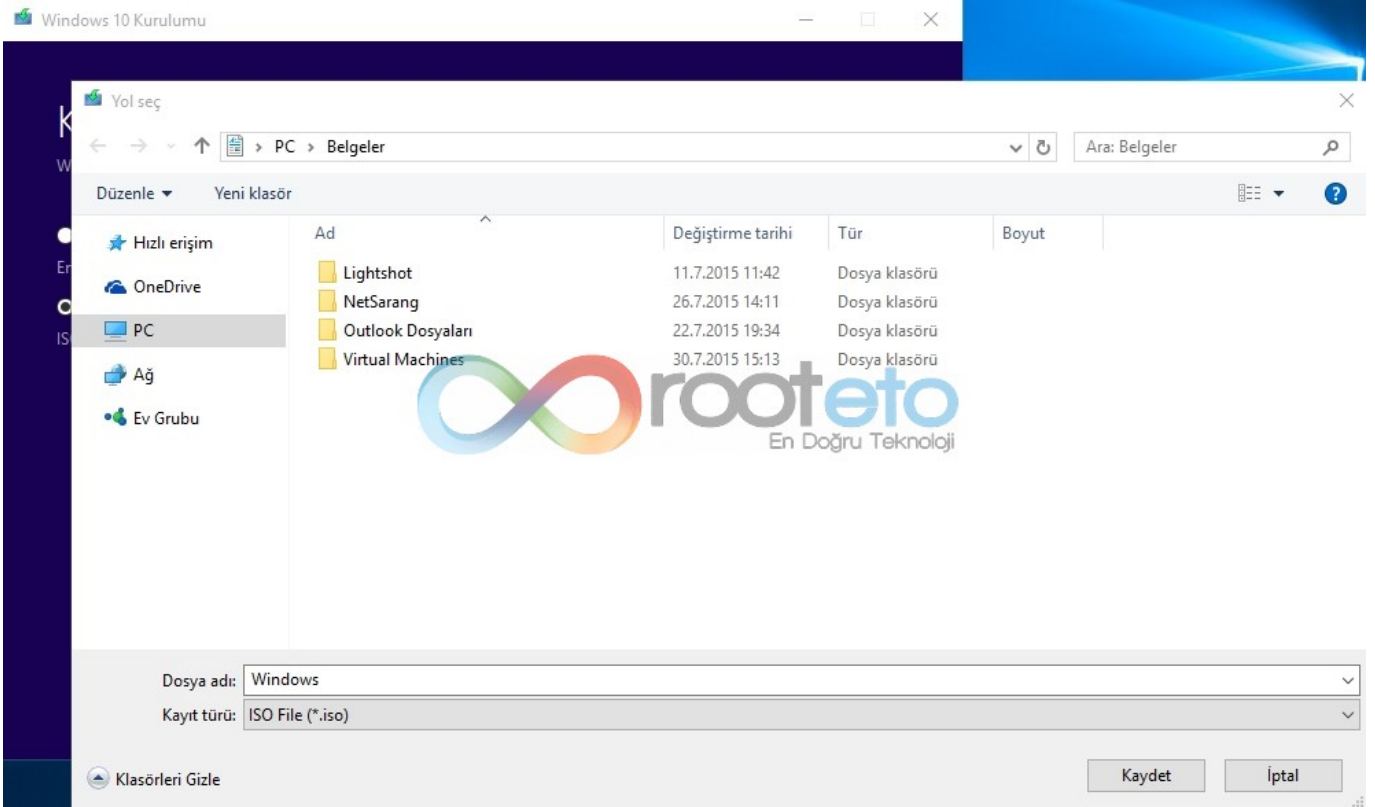 Windows 10 Kurulumu
Yol seç
PC > Belgeler
Ara: Belgeler
Düzenle
Yeni klasör
Ad Değiştirme tarihi Tür Boyut
Hızlı erişim
OneDrive
PC
Ağ
Ev Grubu
Lightshot 11.7.2015 11:42 Dosya klasörü
NetSarang 26.7.2015 14:11 Dosya klasörü
Outlook Dosyaları 22.7.2015 19:34 Dosya klasörü
Virtual Machines 30.7.2015 15:13 Dosya klasörü
rooteto
En Doğru Teknoloji
Dosya adı: Windows
Kayıt türü: ISO File (*.iso)
Klasörleri Gizle
Kaydet
İptal